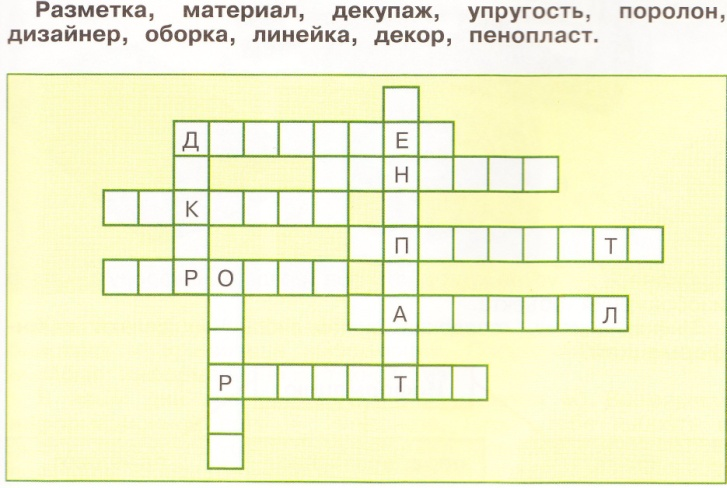 Разметка, материал, декупаж, упругость, поролон,
дизайнер, оборка, линейка, декор, пенопласт.
Д Е
Н
К
П Т
Р О
А Л
Р Т